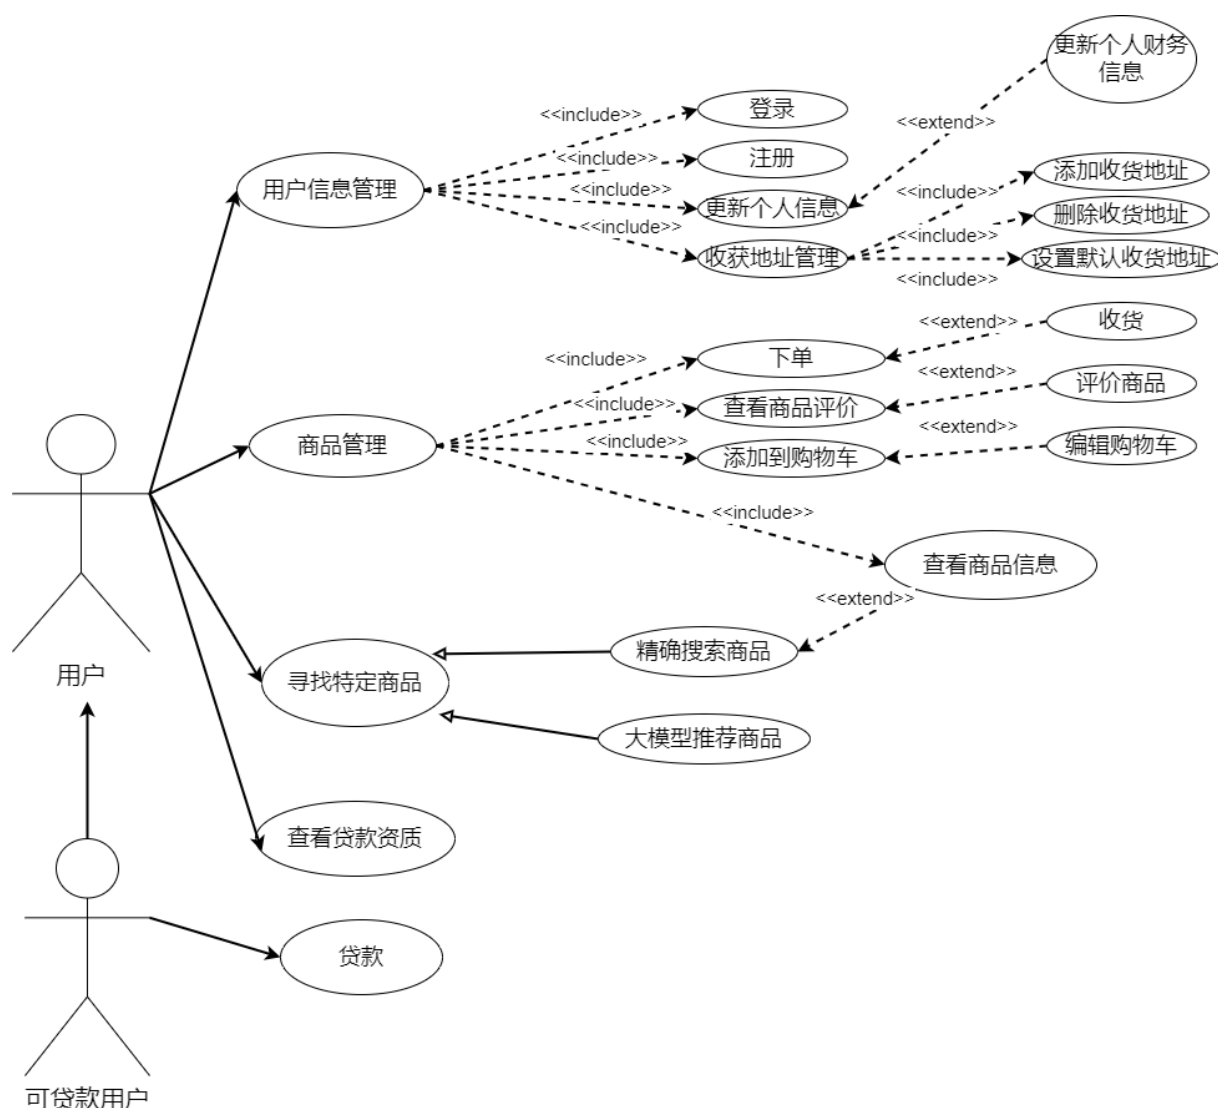 更新个人财务
信息
<<include>>
登录
<<extend>>
<<include>>
注册
用户信息管理
<<include>>
更新个人信息
<<include>>
添加收货地址
<<include>>
删除收货地址
<<include>>
收获地址管理
设置默认收货地址
<<include>>
<<extend>>
收货
<<include>>
下单
<<extend>>
评价商品
<<include>>
查看商品评价
<<extend>>
商品管理
<<include>>
添加到购物车
编辑购物车
<<include>>
查看商品信息
<<extend>>
精确搜索商品
用户
寻找特定商品
大模型推荐商品
查看贷款资质
贷款
可贷款用户